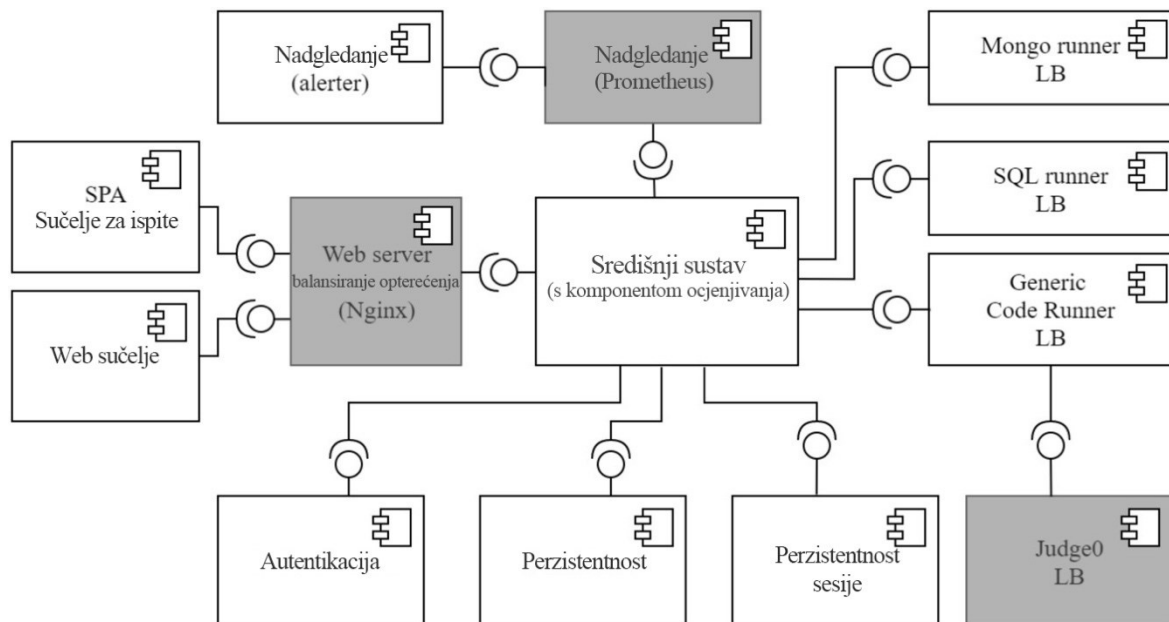 Nadgledanje
(alerter)
Nadgledanje
(Prometheus)
Mongo runner
LB
SPA
Sučelje za ispite
Web server
balansiranje opterećenja
(Nginx)
Središnji sustav
(s komponentom ocjenjivanja)
SQL runner
LB
Web sučelje
Generic
Code Runner
LB
Autentikacija
Perzistentnost
Perzistentnost
sesije
Judge0
LB